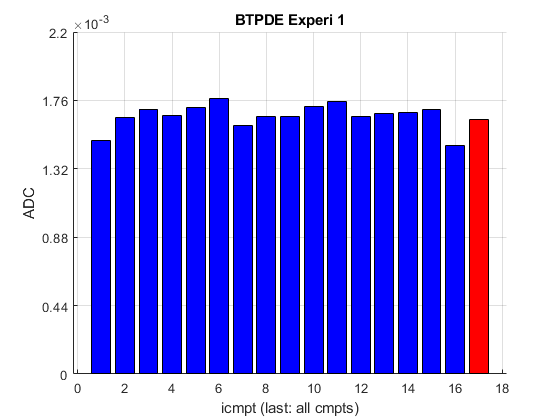 BTPDE Experi 1
×10-3
2.2
1.76
1.32
0.88
0.44
0
0 2 4 6 8 10 12 14 16 18
ADC
icmpt (last: all cmpts)